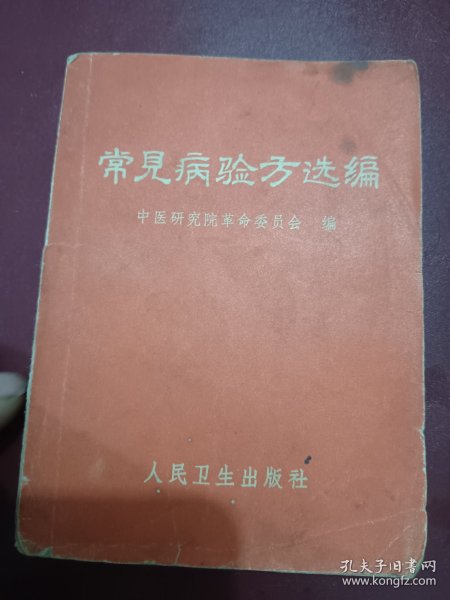 常見病验方选编
中医研究院革命委员会 编
人民卫生出版社
孔夫子旧书网
www.kongfz.com